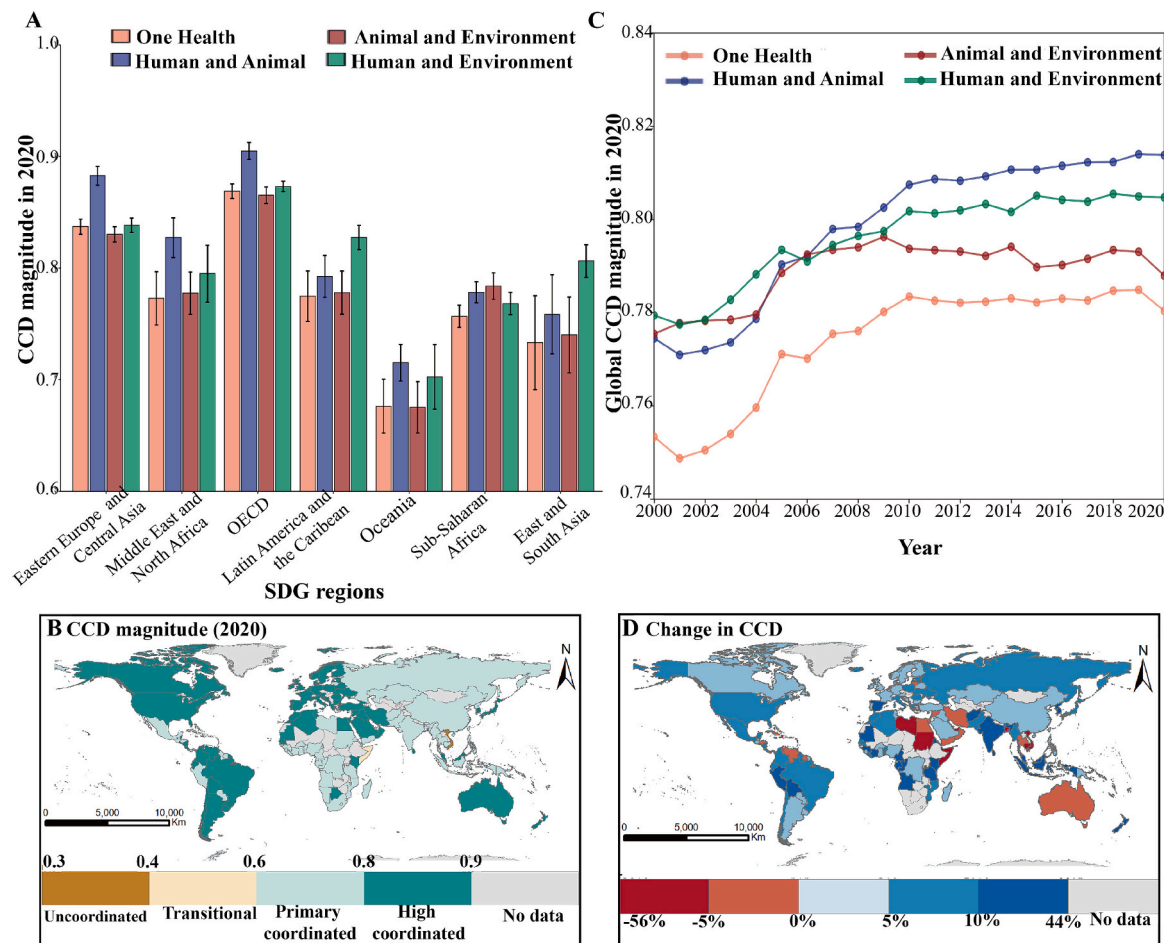 A
One Health
Animal and Environment
Human and Animal
Human and Environment
CCD magnitude in 2020
1.0
0.9
0.8
0.7
0.6
Eastern Europe and
Central Asia
Middle East and
North Africa
OECD
Latin America and
the Caribean
Oceania
Sub-Saharan
Africa
East and
South Asia
SDG regions
C
One Health
Animal and Environment
Human and Animal
Human and Environment
Global CCD magnitude in 2020
0.84
0.82
0.80
0.78
0.76
0.74
2000 2002 2004 2006 2008 2010 2012 2014 2016 2018 2020
Year
B CCD magnitude (2020)
N
0 5,000 10,000
Km
0.3 0.4 0.6 0.8 0.9
Uncoordinated
Transitional
Primary
coordinated
High
coordinated
No data
D Change in CCD
N
0 5,000 10,000
Km
-56% -5% 0% 5% 10% 44% No data